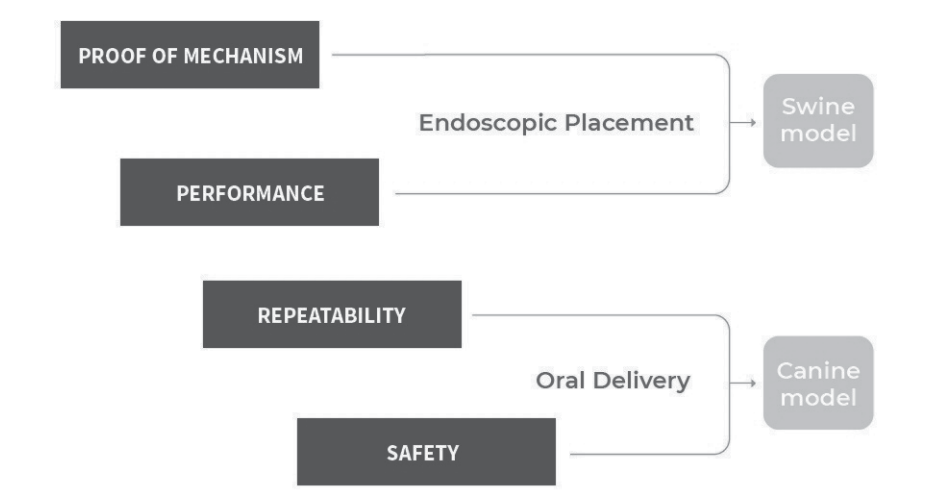 PROOF OF MECHANISM
Endoscopic Placement
Swine
model
PERFORMANCE
REPEATABILITY
Oral Delivery
Canine
model
SAFETY